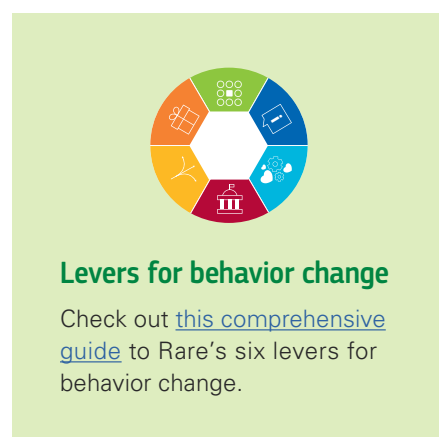 Levers for behavior change
Check out this comprehensive
guide to Rare’s six levers for
behavior change.